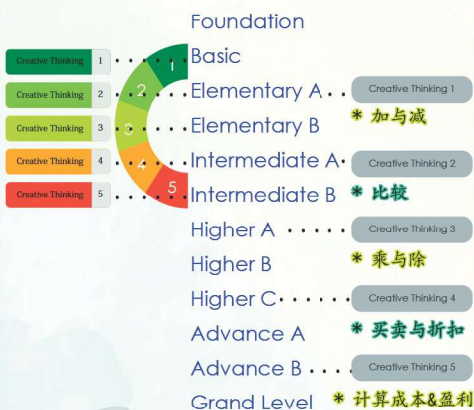 Foundation
Creative Thinking 1
1
Basic
Creative Thinking 2
2
Elementary A
Creative Thinking 1
* 加与减
Creative Thinking 3
3
Elementary B
Creative Thinking 4
4
Intermediate A
Creative Thinking 2
Creative Thinking 5
5
Intermediate B
* 比较
Higher A
Creative Thinking 3
Higher B
* 乘与除
Higher C
Creative Thinking 4
Advance A
* 买卖与折扣
Advance B
Creative Thinking 5
Grand Level
* 计算成本&盈利